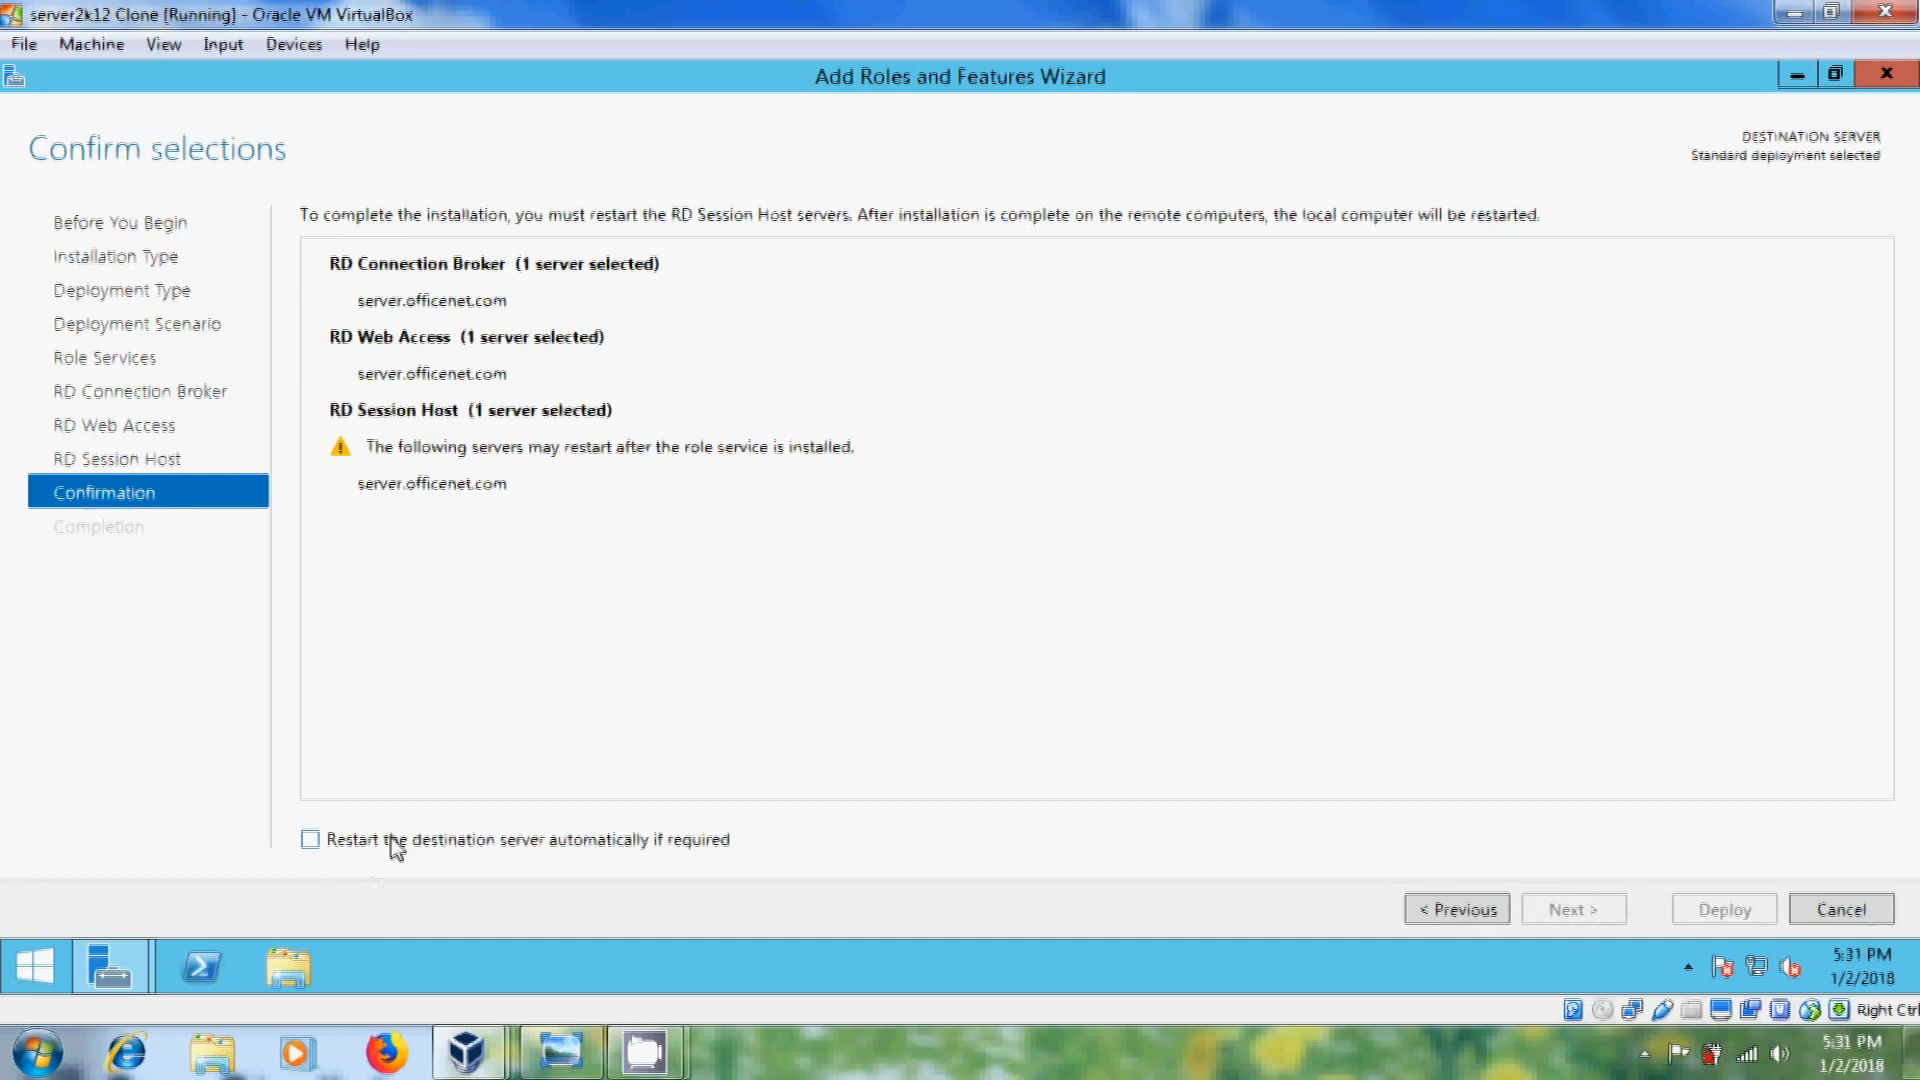 server2k12 Clone [Running] - Oracle VM VirtualBox
File Machine View Input Devices Help
Add Roles and Features Wizard
Confirm selections
DESTINATION SERVER
Standard deployment selected
Before You Begin
Installation Type
Deployment Type
Deployment Scenario
Role Services
RD Connection Broker
RD Web Access
RD Session Host
Confirmation
Completion
To complete the installation, you must restart the RD Session Host servers. After installation is complete on the remote computers, the local computer will be restarted.
RD Connection Broker (1 server selected)
server.officenet.com
RD Web Access (1 server selected)
server.officenet.com
RD Session Host (1 server selected)
The following servers may restart after the role service is installed.
server.officenet.com
Restart the destination server automatically if required
< Previous
Next >
Deploy
Cancel
5:31 PM
1/2/2018
Right Ctrl
5:31 PM
1/2/2018